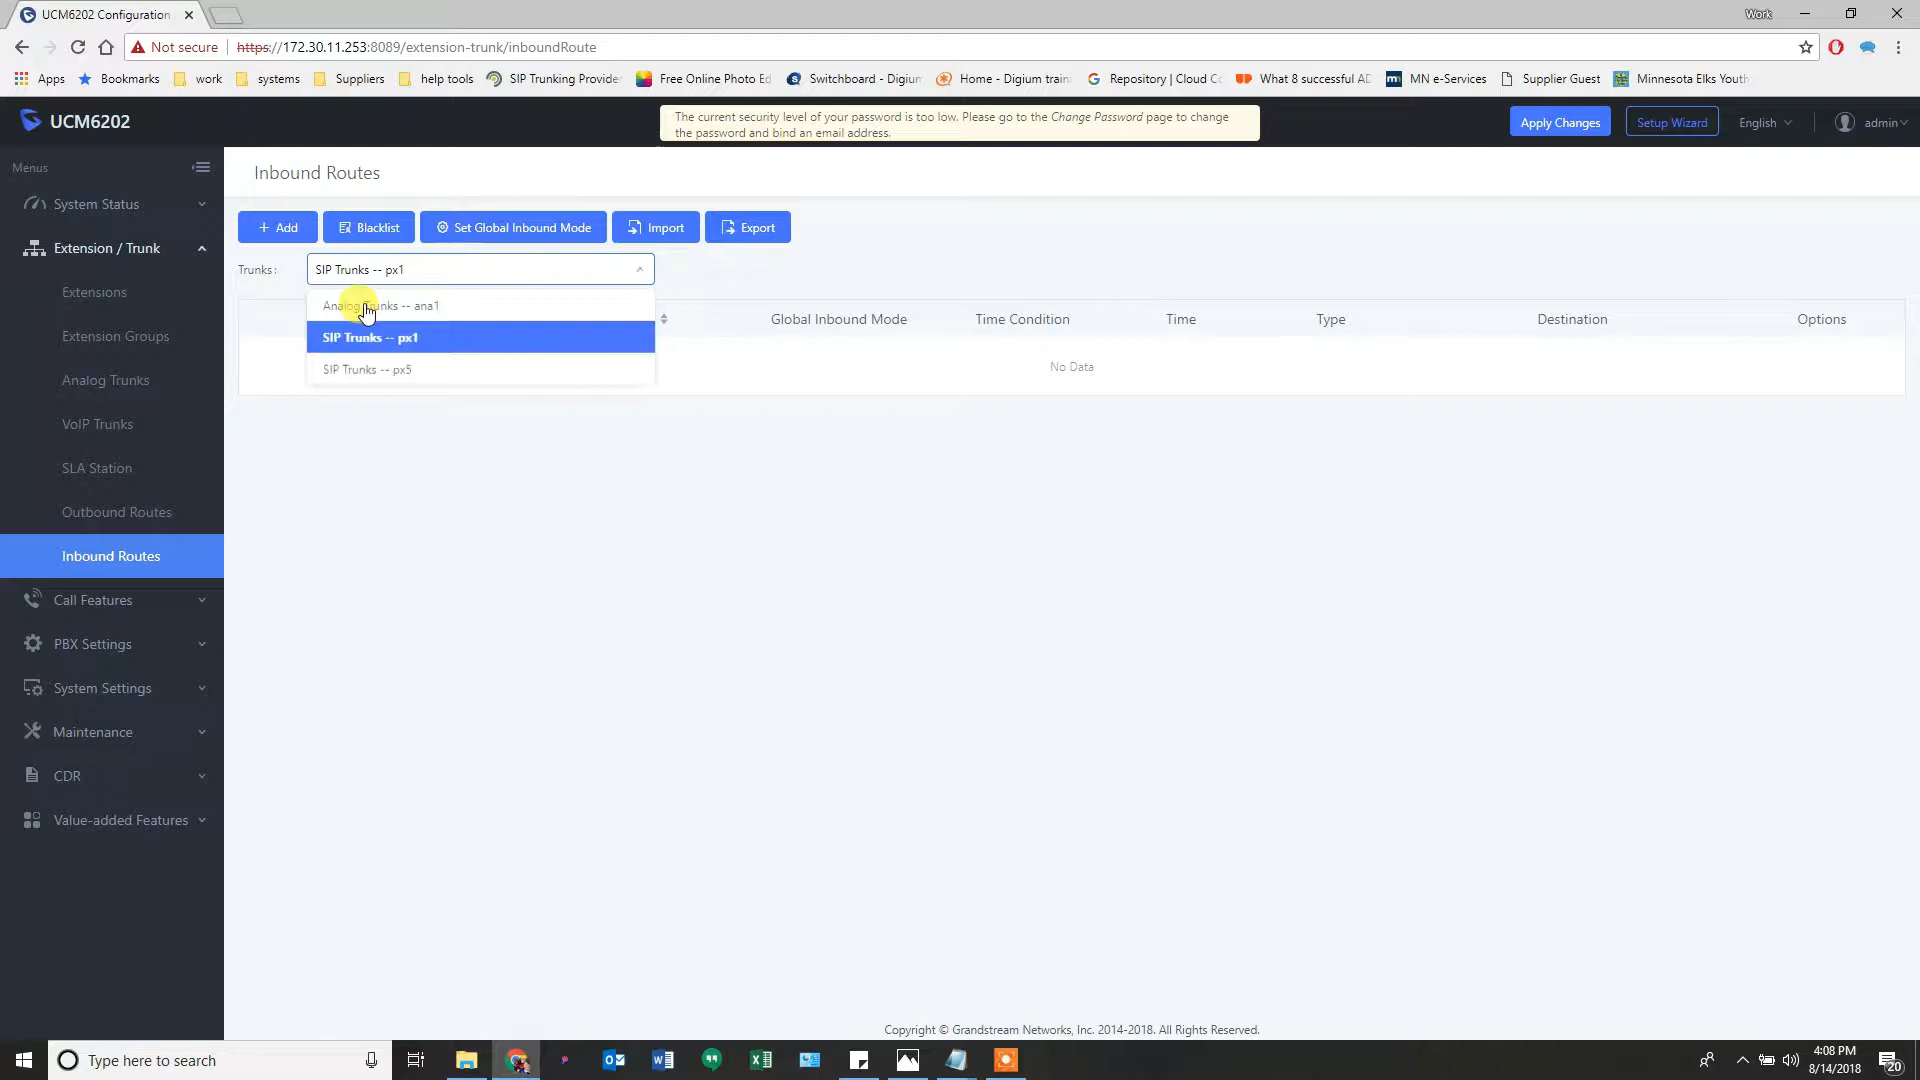 UCM6202 Configuration
Work
Not secure
https://172.30.11.253:8089/extension-trunk/inboundRoute
Apps
Bookmarks
work
systems
Suppliers
help tools
SIP Trunking Provide
Free Online Photo Ed
Switchboard - Digiun
Home - Digium train
Repository | Cloud Co
What 8 successful AD
MN e-Services
Supplier Guest
Minnesota Elks Youth
UCM6202
The current security level of your password is too low. Please go to the Change Password page to change
the password and bind an email address.
Apply Changes
Setup Wizard
English
admin
Menus
System Status
Extension / Trunk
Extensions
Extension Groups
Analog Trunks
VoIP Trunks
SLA Station
Outbound Routes
Inbound Routes
Call Features
PBX Settings
System Settings
Maintenance
CDR
Value-added Features
Inbound Routes
+ Add
Blacklist
Set Global Inbound Mode
Import
Export
Trunks :
SIP Trunks -- px1
Analog Trunks -- ana1
SIP Trunks -- px1
SIP Trunks -- px5
Global Inbound Mode
Time Condition
Time
Type
Destination
Options
No Data
Copyright © Grandstream Networks, Inc. 2014-2018. All Rights Reserved.
Type here to search
4:08 PM
8/14/2018
20